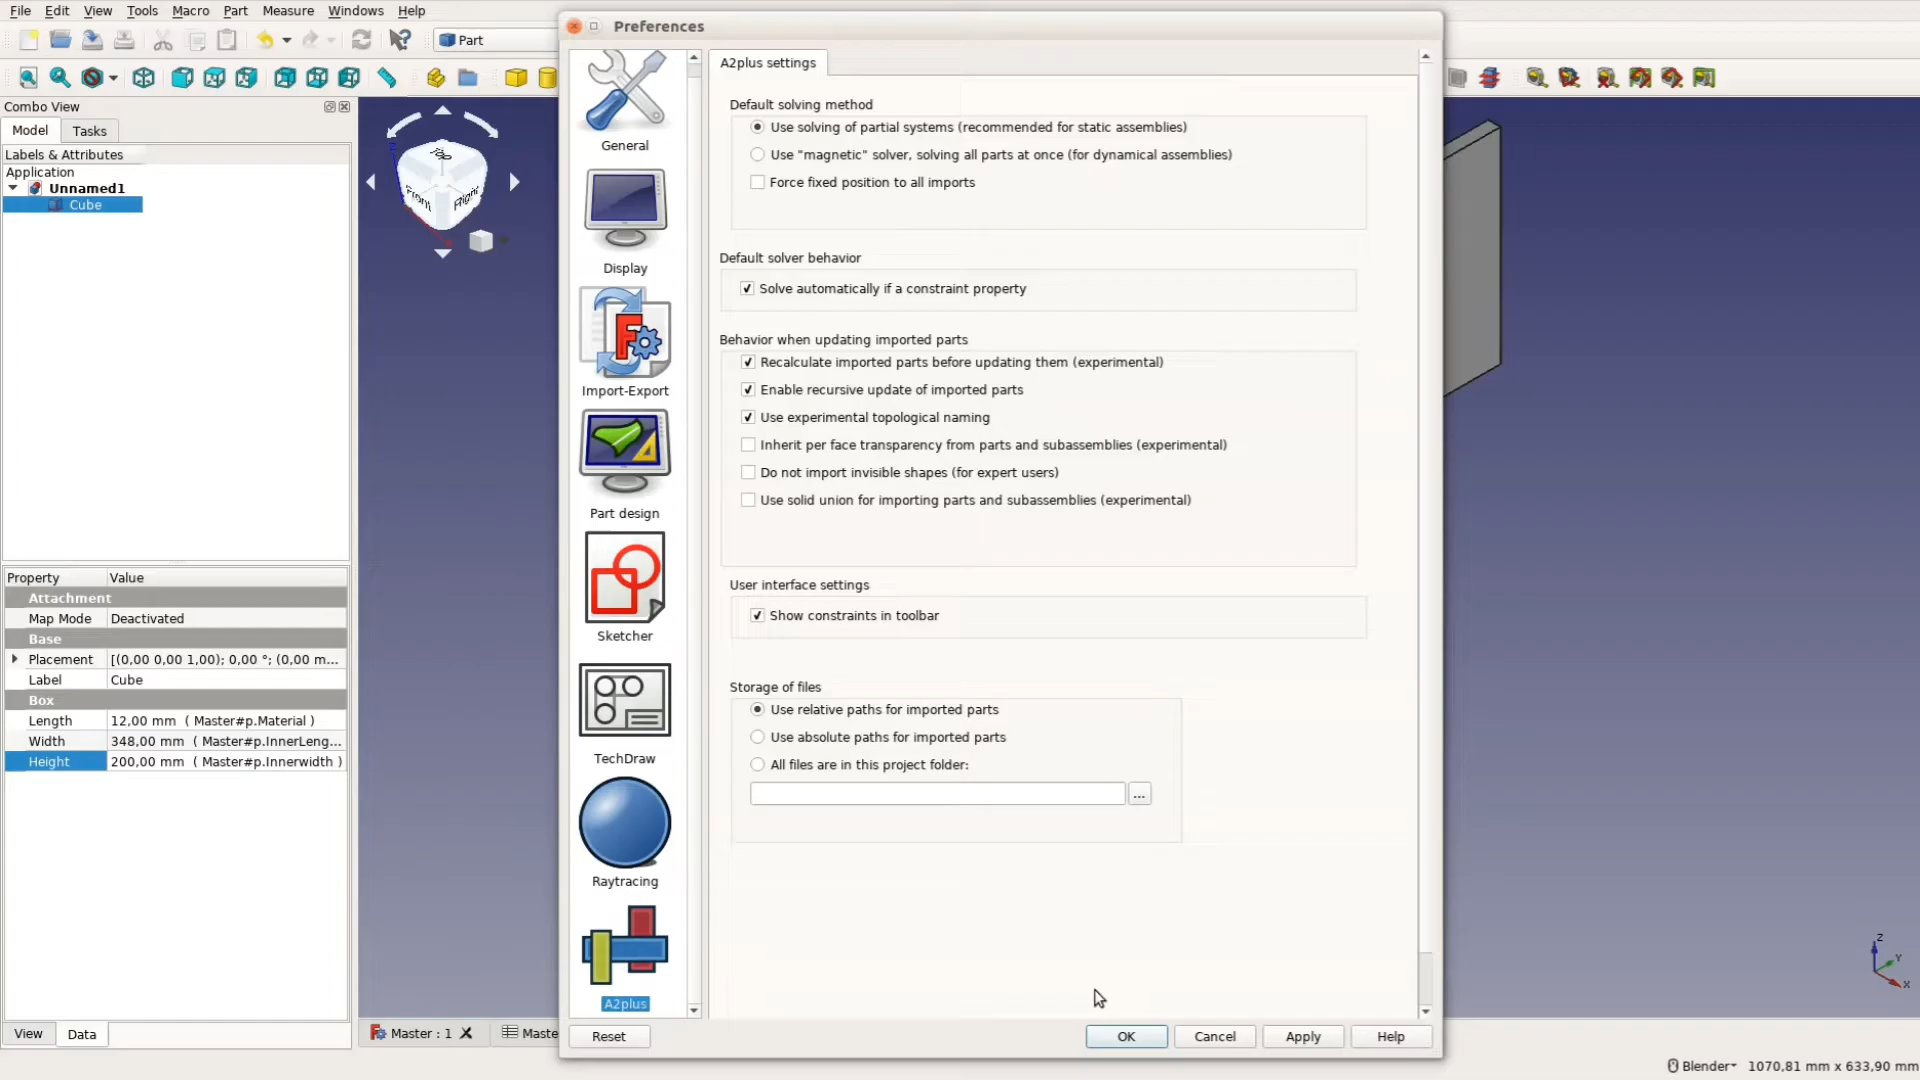 File Edit View Tools Macro Part Measure Windows Help
Preferences
Part
A2plus settings
Combo View
Model Tasks
Labels & Attributes
Application
Unnamed1
Cube
Top
Front
Right
General
Display
Import-Export
Part design
Sketcher
TechDraw
Raytracing
A2plus
Default solving method
Use solving of partial systems (recommended for static assemblies)
Use "magnetic" solver, solving all parts at once (for dynamical assemblies)
Force fixed position to all imports
Default solver behavior
Solve automatically if a constraint property
Behavior when updating imported parts
Recalculate imported parts before updating them (experimental)
Enable recursive update of imported parts
Use experimental topological naming
Inherit per face transparency from parts and subassemblies (experimental)
Do not import invisible shapes (for expert users)
Use solid union for importing parts and subassemblies (experimental)
User interface settings
Show constraints in toolbar
Storage of files
Use relative paths for imported parts
Use absolute paths for imported parts
All files are in this project folder:
...
Property Value
Attachment
Map Mode Deactivated
Base
Placement [(0,00 0,00 1,00); 0,00 °; (0,00 m...
Label Cube
Box
Length 12,00 mm ( Master#p.Material )
Width 348,00 mm ( Master#p.InnerLeng...
Height 200,00 mm ( Master#p.Innerwidth )
View Data
Master : 1
Maste
Reset
OK Cancel Apply Help
Z
Y
X
Blender 1070,81 mm x 633,90 mm